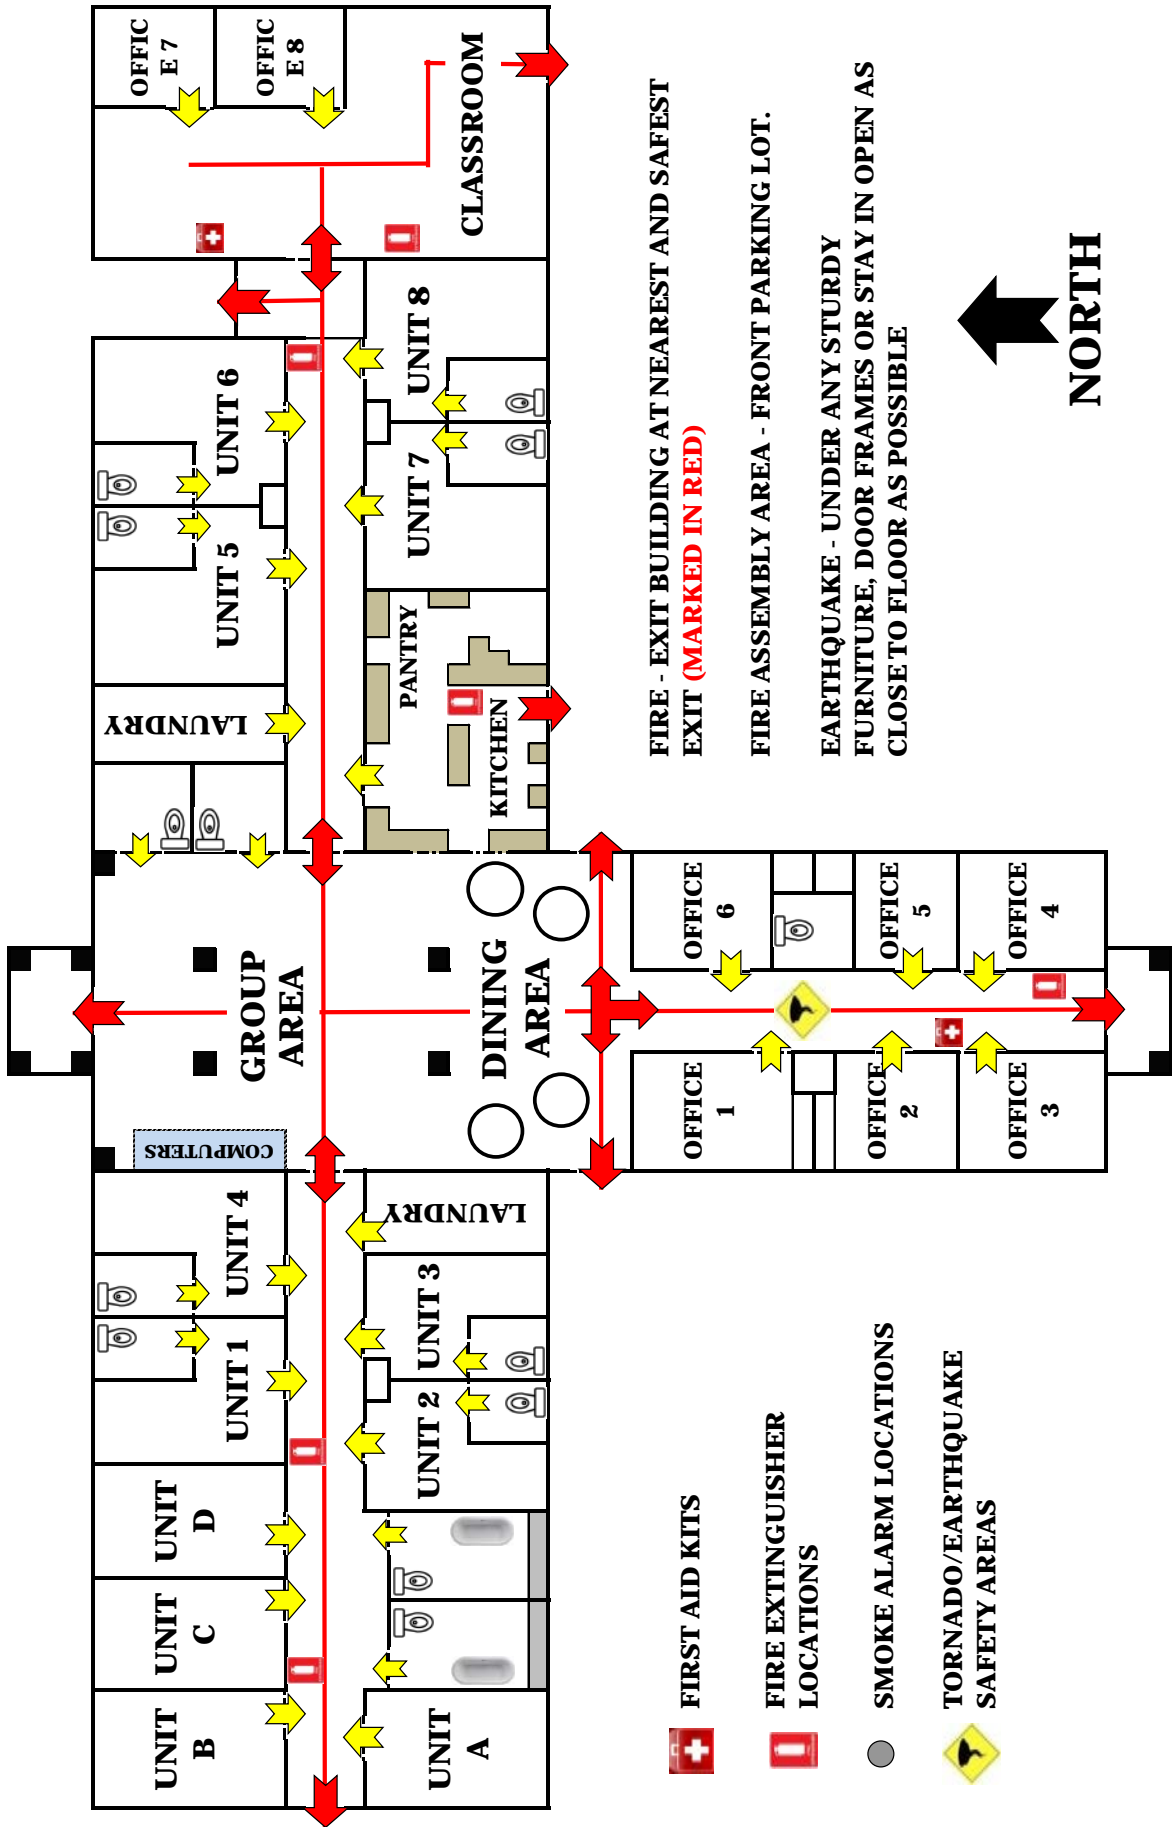 OFFIC
E 7
OFFIC
E 8
CLASSROOM
UNIT 6
UNIT 5
UNIT 8
UNIT 7
LAUNDRY
PANTRY
KITCHEN
GROUP
AREA
DINING
AREA
COMPUTERS
OFFICE
6
OFFICE
5
OFFICE
4
OFFICE
1
OFFICE
2
OFFICE
3
UNIT 4
UNIT 1
LAUNDRY
UNIT 3
UNIT 2
UNIT
D
UNIT
C
UNIT
B
UNIT
A
FIRE - EXIT BUILDING AT NEAREST AND SAFEST
EXIT (MARKED IN RED)
FIRE ASSEMBLY AREA - FRONT PARKING LOT.
EARTHQUAKE - UNDER ANY STURDY
FURNITURE, DOOR FRAMES OR STAY IN OPEN AS
CLOSE TO FLOOR AS POSSIBLE
NORTH
FIRST AID KITS
FIRE EXTINGUISHER
LOCATIONS
SMOKE ALARM LOCATIONS
TORNADO/EARTHQUAKE
SAFETY AREAS